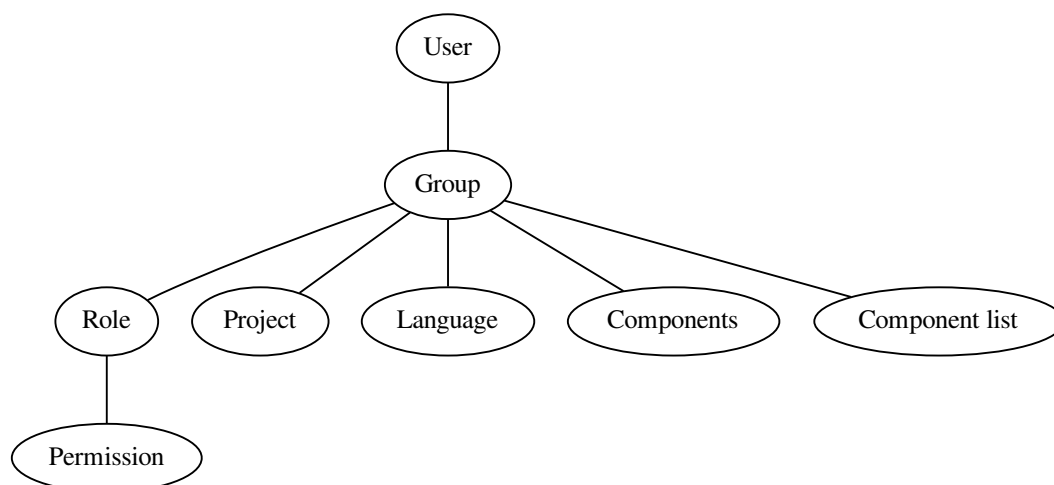 User
Group
Role
Project
Language
Components
Component list
Permission